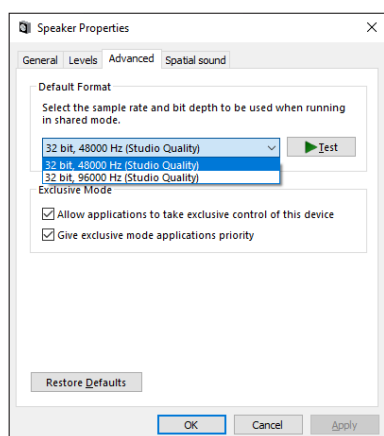 Speaker Properties
General Levels Advanced Spatial sound
Default Format
Select the sample rate and bit depth to be used when running
in shared mode.
32 bit, 48000 Hz (Studio Quality)
Test
32 bit, 48000 Hz (Studio Quality)
32 bit, 96000 Hz (Studio Quality)
Exclusive Mode
Allow applications to take exclusive control of this device
Give exclusive mode applications priority
Restore Defaults
OK Cancel Apply